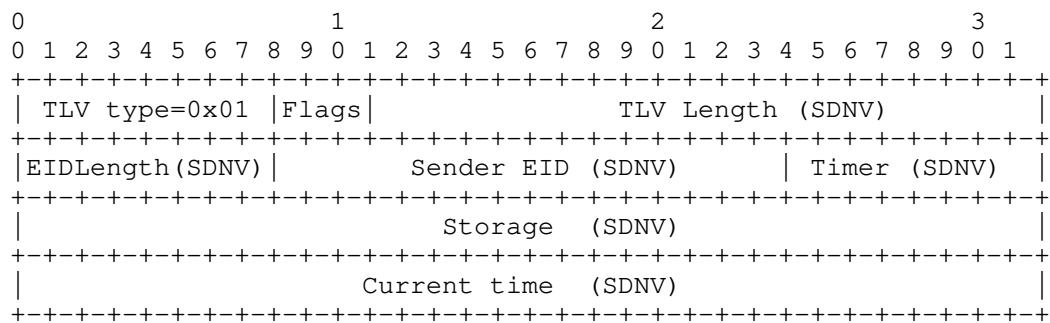 0                   1                   2                   3
0 1 2 3 4 5 6 7 8 9 0 1 2 3 4 5 6 7 8 9 0 1 2 3 4 5 6 7 8 9 0 1
+-+-+-+-+-+-+-+-+-+-+-+-+-+-+-+-+-+-+-+-+-+-+-+-+-+-+-+-+-+-+-+-+
| TLV type=0x01 |Flags|               TLV Length (SDNV)         |
+-+-+-+-+-+-+-+-+-+-+-+-+-+-+-+-+-+-+-+-+-+-+-+-+-+-+-+-+-+-+-+-+
|EIDLength(SDNV)|        Sender EID (SDNV)      | Timer (SDNV)  |
+-+-+-+-+-+-+-+-+-+-+-+-+-+-+-+-+-+-+-+-+-+-+-+-+-+-+-+-+-+-+-+-+
|                          Storage  (SDNV)                      |
+-+-+-+-+-+-+-+-+-+-+-+-+-+-+-+-+-+-+-+-+-+-+-+-+-+-+-+-+-+-+-+-+
|                     Current time  (SDNV)                      |
+-+-+-+-+-+-+-+-+-+-+-+-+-+-+-+-+-+-+-+-+-+-+-+-+-+-+-+-+-+-+-+-+